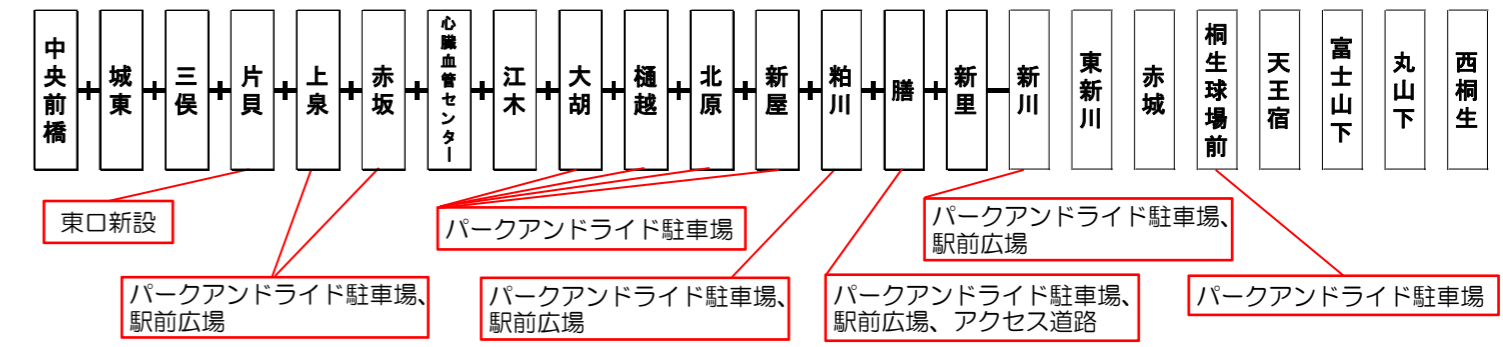 中央前橋
城東
三俣
片貝
上泉
赤坂
心臓血管センター
江木
大胡
樋越
北原
新屋
粕川
膳
新里
新川
東新川
赤城
桐生球場前
天王宿
富士山下
丸山下
西桐生
東口新設
パークアンドライド駐車場
パークアンドライド駐車場、
駅前広場
パークアンドライド駐車場、
駅前広場
パークアンドライド駐車場、
駅前広場
パークアンドライド駐車場、
駅前広場、アクセス道路
パークアンドライド駐車場